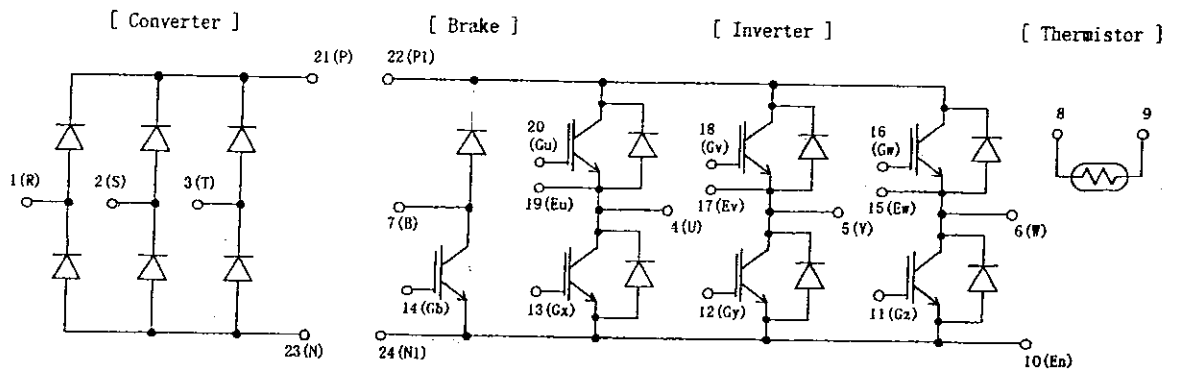 [ Converter ]
[ Brake ]
[ Inverter ]
[ Thermistor ]
21(P)
22(P1)
20
(Gu)
18
(Gv)
16
(Gw)
8
9
1(R)
2(S)
3(T)
19(Eu)
17(Ev)
15(Ew)
7(B)
4(U)
5(V)
6(W)
14(Gb)
13(Gx)
12(Gy)
11(Gz)
23(N)
24(N1)
10(En)